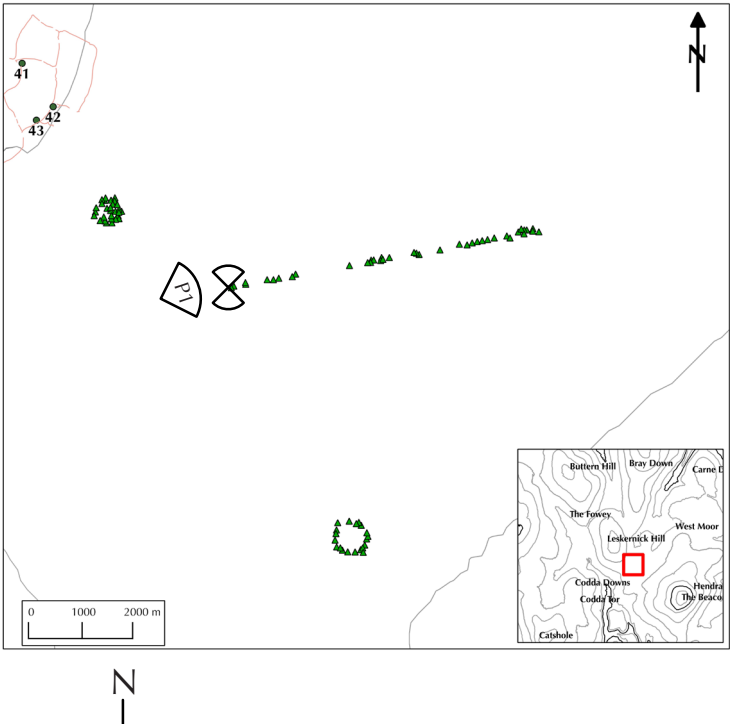 N
41
42
43
P1
Buttern Hill
Bray Down
Carne D
The Fowey
West Moor
Leskernick Hill
Codda Downs
Hendra
The Beaco
Codda Tor
Catshole
0 1000 2000 m
N